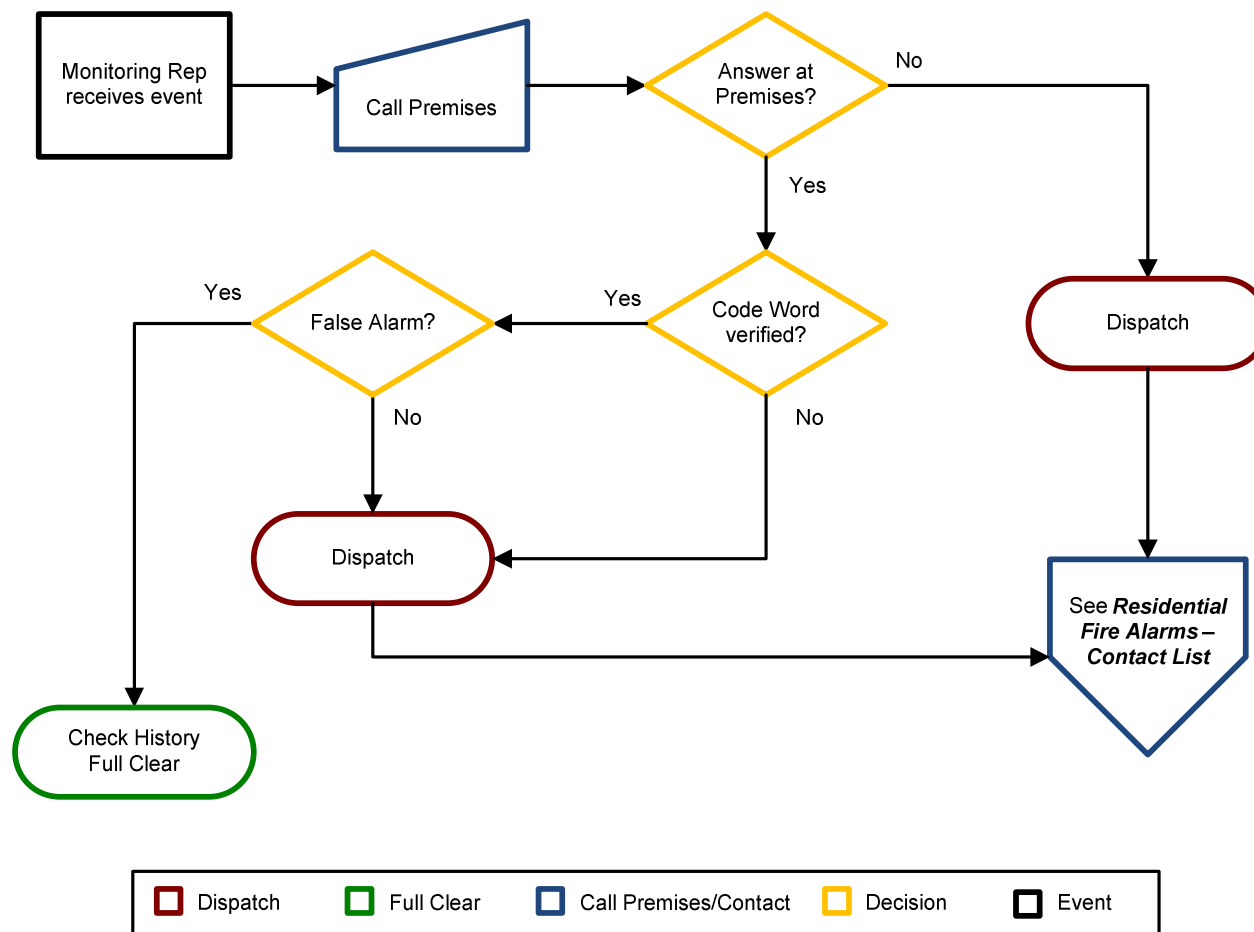 Monitoring Rep
receives event
Call Premises
Answer at
Premises?
No
Yes
Yes
False Alarm?
Yes
Code Word
verified?
Dispatch
No
No
Dispatch
See Residential
Fire Alarms –
Contact List
Check History
Full Clear
Dispatch
Full Clear
Call Premises/Contact
Decision
Event